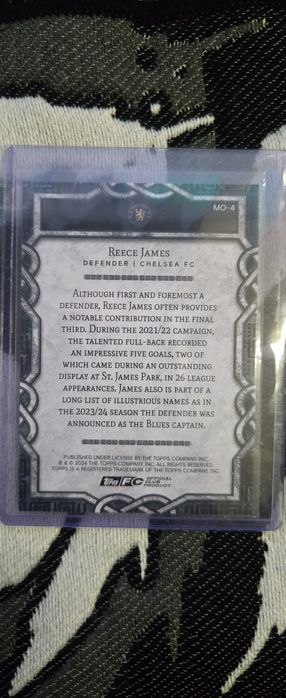 MO-4
REECE JAMES
DEFENDER | CHELSEA FC
ALTHOUGH FIRST AND FOREMOST A
DEFENDER, REECE JAMES OFTEN PROVIDES
A NOTABLE CONTRIBUTION IN THE FINAL
THIRD. DURING THE 2021/22 CAMPAIGN,
THE TALENTED FULL-BACK RECORDED
AN IMPRESSIVE FIVE GOALS, TWO OF
WHICH CAME DURING AN OUTSTANDING
DISPLAY AT ST. JAMES PARK, IN 26 LEAGUE
APPEARANCES. JAMES ALSO IS PART OF A
LONG LIST OF ILLUSTRIOUS NAMES AS IN
THE 2023/24 SEASON THE DEFENDER WAS
ANNOUNCED AS THE BLUES CAPTAIN.
PUBLISHED UNDER LICENSE BY THE TOPPS COMPANY INC.
® & © 2024 THE TOPPS COMPANY, INC. ALL RIGHTS RESERVED.
TOPPS IS A REGISTERED TRADEMARK OF THE TOPPS COMPANY, INC.
Topps FC OFFICIAL
CLUB
PRODUCT